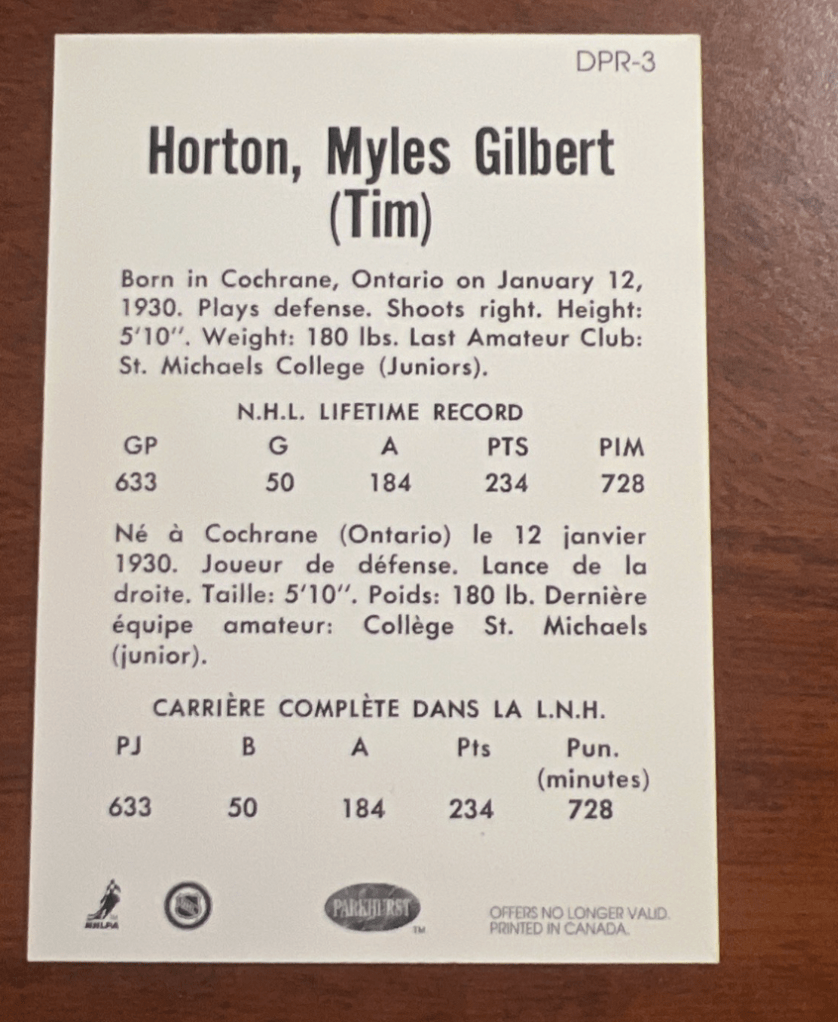 DPR-3
Horton, Myles Gilbert
(Tim)
Born in Cochrane, Ontario on January 12,
1930. Plays defense. Shoots right. Height:
5'10''. Weight: 180 lbs. Last Amateur Club:
St. Michaels College (Juniors).
N.H.L. LIFETIME RECORD
GP G A PTS PIM
633 50 184 234 728
Né à Cochrane (Ontario) le 12 janvier
1930. Joueur de défense. Lance de la
droite. Taille: 5'10''. Poids: 180 lb. Dernière
équipe amateur: Collège St. Michaels
(junior).
CARRIÈRE COMPLÈTE DANS LA L.N.H.
PJ B A Pts Pun.
(minutes)
633 50 184 234 728
NHLPA
NHL
PARKHURST
TM
OFFERS NO LONGER VALID.
PRINTED IN CANADA.